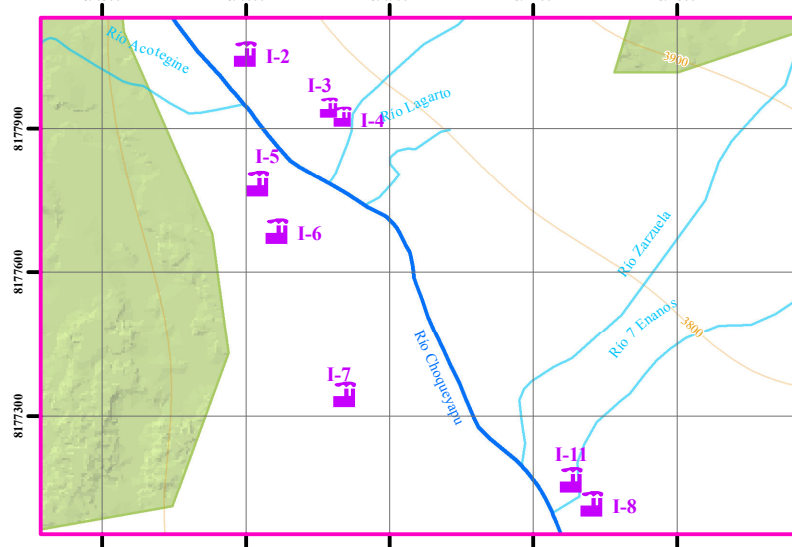 Río Acotegine
I-2
3900
I-3
Río Lagarto
I-4
8177900
I-5
I-6
Río Zarzuela
8177600
Río 7 Enanos
3800
Río Choqueyapu
I-7
8177300
I-11
I-8